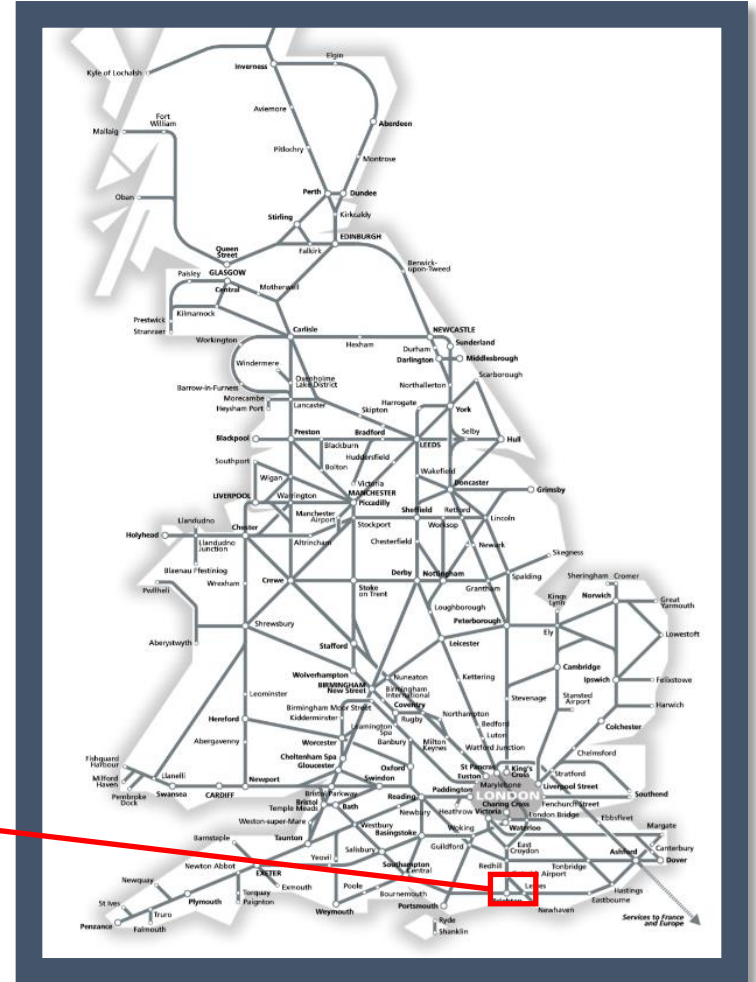 Elgin
Inverness
Kyle of Lochalsh
Aviemore
Fort
William
Aberdeen
Mallaig
Pitlochry
Montrose
Perth
Dundee
Oban
Stirling
Kirkcaldy
EDINBURGH
Queen
Street
Falkirk
Berwick-
upon-Tweed
Paisley
GLASGOW
Central
Motherwell
Prestwick
Kilmarnock
Stranraer
Carlisle
NEWCASTLE
Workington
Hexham
Sunderland
Durham
Darlington
Middlesbrough
Windermere
Oxenholme
Lake District
Scarborough
Barrow-in-Furness
Northallerton
Morecambe
Heysham Port
Lancaster
Harrogate
York
Skipton
Blackpool
Preston
Bradford
Selby
Hull
Blackburn
LEEDS
Huddersfield
Southport
Bolton
Wakefield
Wigan
Victoria
Doncaster
MANCHESTER
Piccadilly
Grimsby
LIVERPOOL
Warrington
Sheffield
Retford
Manchester
Airport
Lincoln
Llandudno
Stockport
Worksop
Holyhead
Chester
Llandudno
Junction
Altrincham
Chesterfield
Newark
Skegness
Blaenau Ffestiniog
Derby
Nottingham
Spalding
Sheringham
Cromer
Pwllheli
Wrexham
Crewe
Stoke
on Trent
Grantham
Kings
Lynn
Norwich
Great
Yarmouth
Loughborough
Peterborough
Shrewsbury
Ely
Lowestoft
Aberystwyth
Stafford
Leicester
Wolverhampton
Cambridge
BIRMINGHAM
New Street
Nuneaton
Kettering
Ipswich
Felixstowe
Birmingham
International
Leominster
Stevenage
Stansted
Airport
Birmingham Moor Street
Coventry
Harwich
Kidderminster
Rugby
Northampton
Hereford
Leamington
Spa
Bedford
Colchester
Worcester
Banbury
Milton
Keynes
Luton
Abergavenny
Watford Junction
Chelmsford
Fishguard
Harbour
Cheltenham Spa
Gloucester
Oxford
St Pancras
King's
Cross
Euston
Stratford
Milford
Haven
Llanelli
Swindon
Marylebone
Liverpool Street
Pembroke
Dock
Swansea
CARDIFF
Newport
Bristol Parkway
Reading
Paddington
LONDON
Southend
Bristol
Temple Meads
Bath
Charing Cross
Fenchurch Street
Newbury
Heathrow
Victoria
London Bridge
Ebbsfleet
Weston-super-Mare
Westbury
Waterloo
Margate
Barnstaple
Taunton
Basingstoke
Woking
East
Croydon
Canterbury
Salisbury
Guildford
Newton Abbot
Yeovil
Redhill
Tonbridge
Ashford
Dover
Newquay
EXETER
Southampton
Central
Airport
Exmouth
Poole
Lewes
Hastings
St Ives
Torquay
Paignton
Bournemouth
Brighton
Eastbourne
Plymouth
Truro
Weymouth
Portsmouth
Newhaven
Penzance
Falmouth
Ryde
Shanklin
Services to France
and Europe